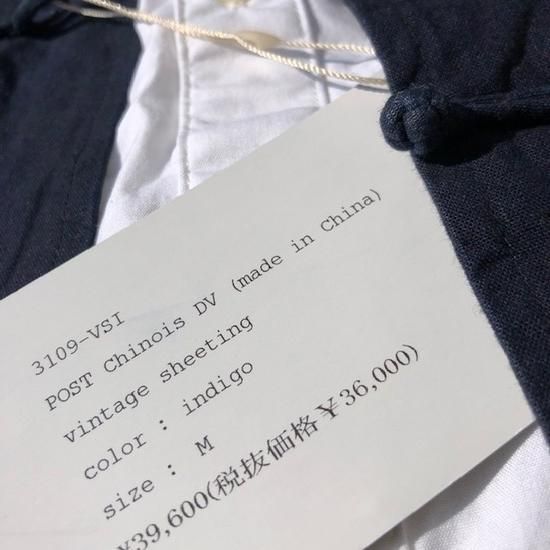 3109-VSI
POST Chinois DV (made in China)
vintage sheeting
color : indigo
size : M
¥39,600(税抜価格¥36,000)